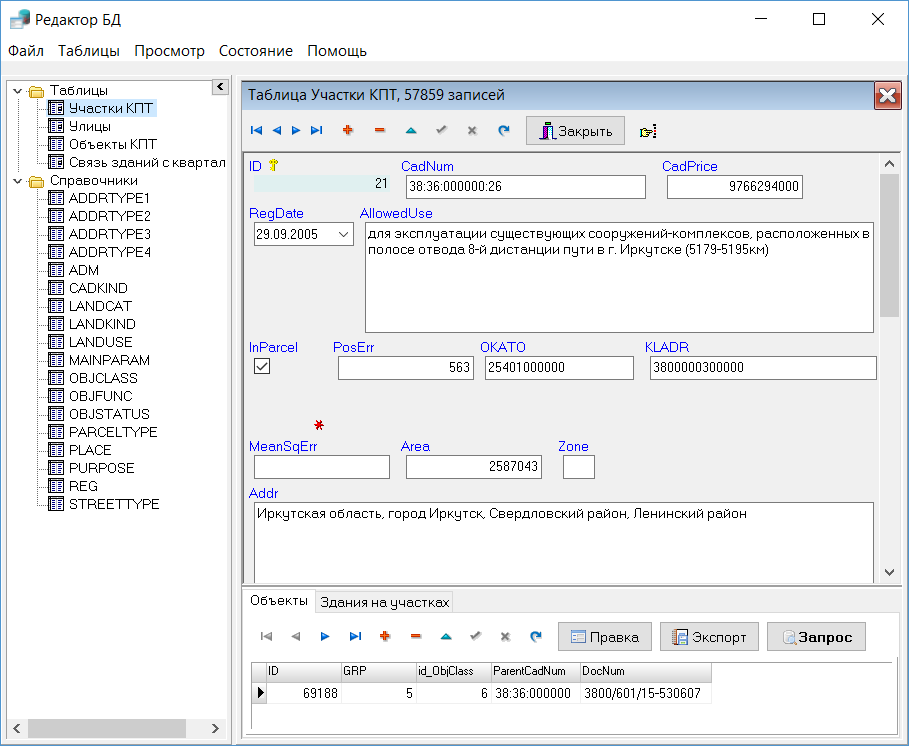 Редактор БД
Файл Таблицы Просмотр Состояние Помощь
Таблицы
Участки КПТ
Улицы
Объекты КПТ
Связь зданий с квартал
Справочники
ADDRTYPE1
ADDRTYPE2
ADDRTYPE3
ADDRTYPE4
ADM
CADKIND
LANDCAT
LANDKIND
LANDUSE
MAINPARAM
OBJCLASS
OBJFUNC
OBJSTATUS
PARCELTYPE
PLACE
PURPOSE
REG
STREETTYPE
Таблица Участки КПТ, 57859 записей
Закрыть
ID CadNum CadPrice
21 38:36:000000:26 9766294000
RegDate AllowedUse
29.09.2005 для эксплуатации существующих сооружений-комплексов, расположенных в
полосе отвода 8-й дистанции пути в г. Иркутске (5179-5195км)
InParcel PosErr OKATO KLADR
563 25401000000 3800000300000
MeanSqErr Area Zone
2587043
Addr
Иркутская область, город Иркутск, Свердловский район, Ленинский район
Объекты Здания на участках
Правка Экспорт Запрос
ID GRP id_ObjClass ParentCadNum DocNum
69188 5 6 38:36:000000 3800/601/15-530607